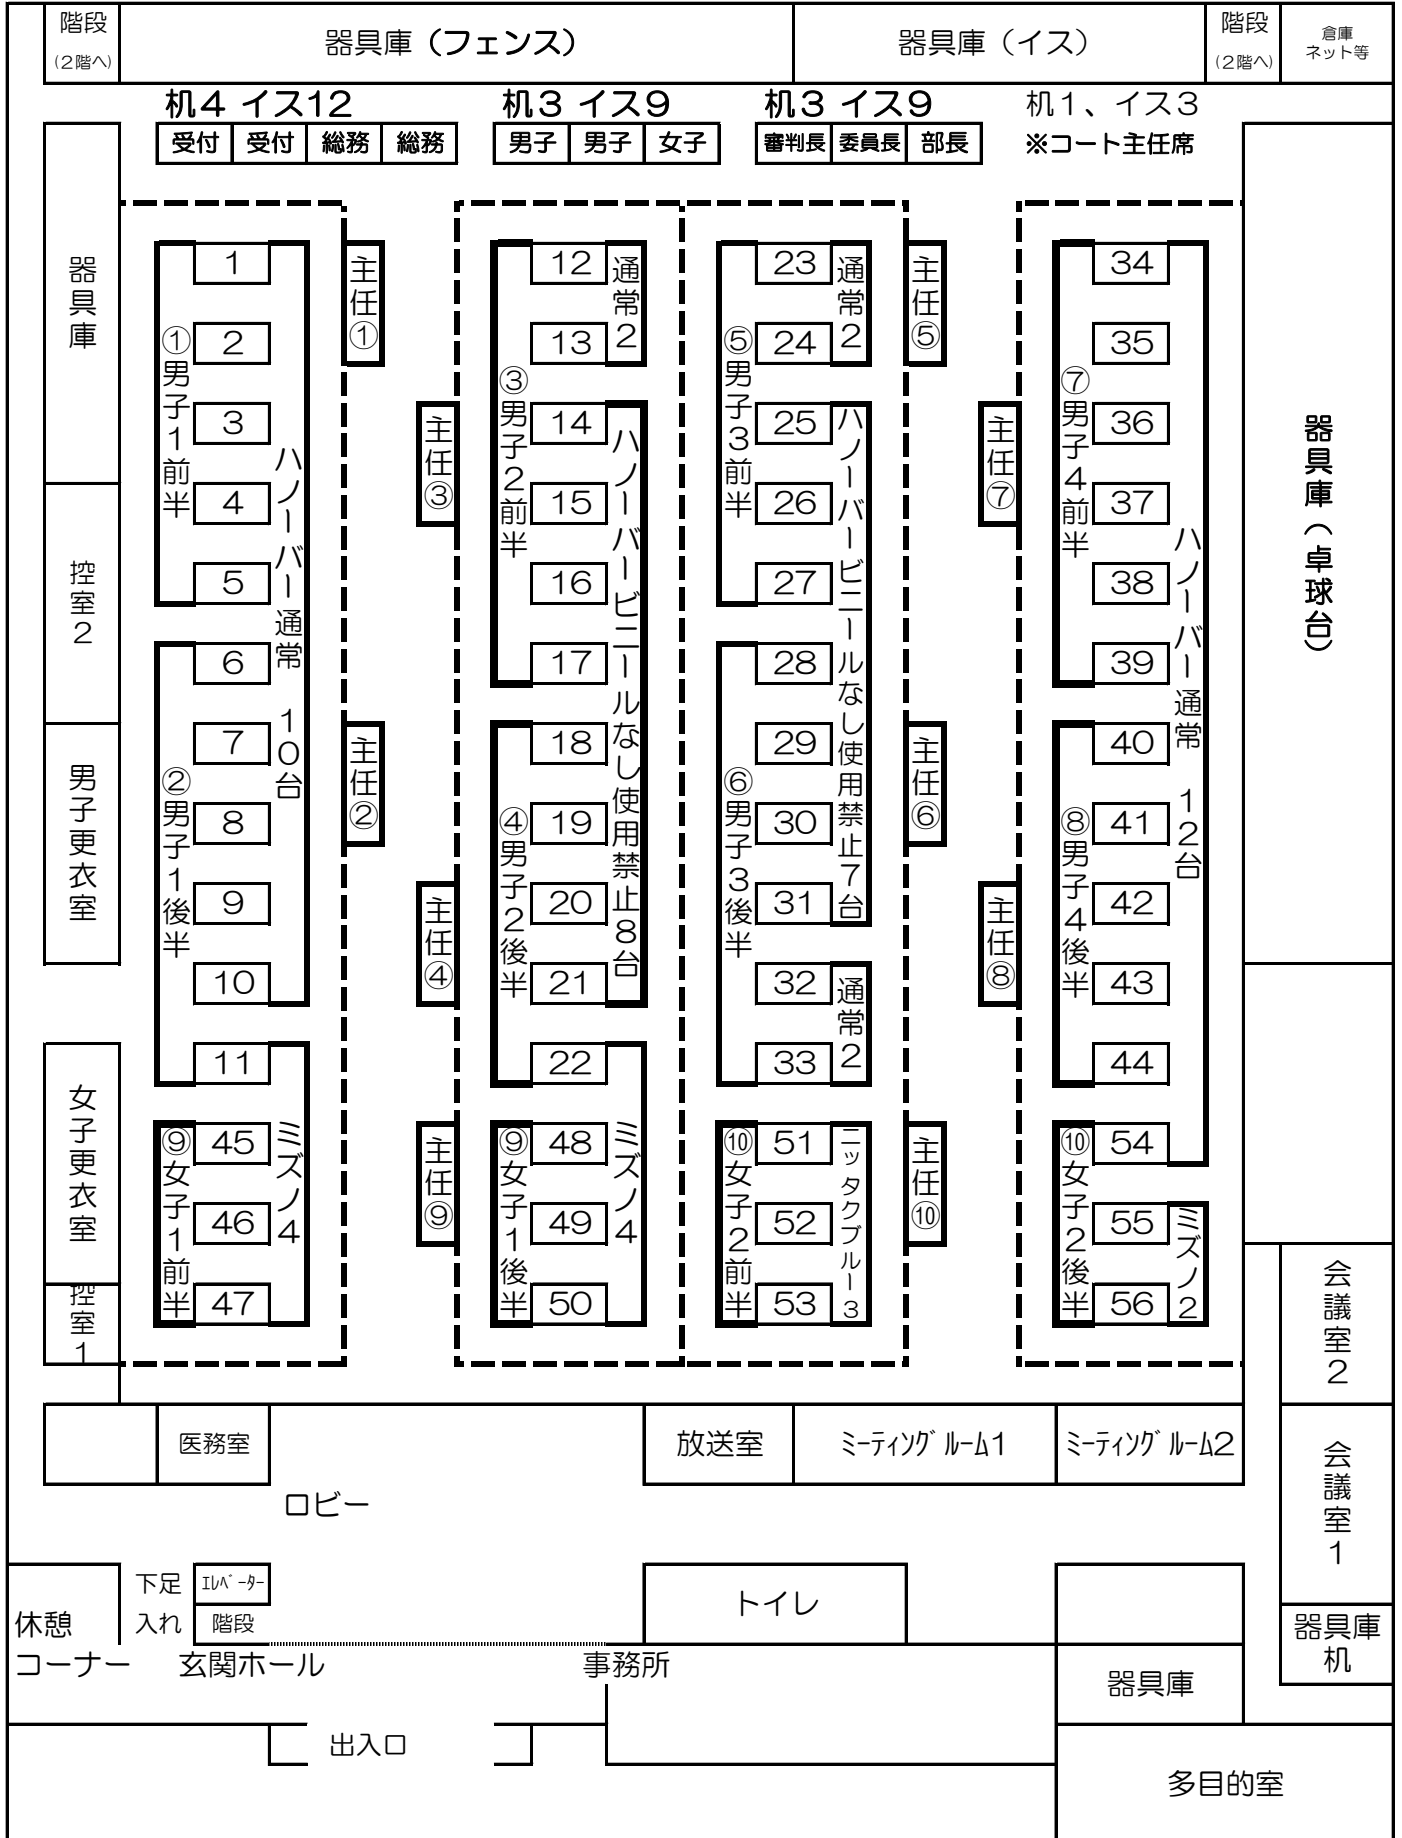 階段
(２階へ)
器具庫（フェンス）
器具庫（イス）
階段
(２階へ)
倉庫
ネット等
机４ イス12
机３ イス９
机３ イス９
机１、イス３
受付
受付
総務
総務
男子
男子
女子
審判長
委員長
部長
※コート主任席
器具庫
控室２
男子更衣室
女子更衣室
控室１
①男子１前半
②男子１後半
⑨女子１前半
1
2
3
4
5
6
7
8
9
10
11
45
46
47
ハノーバー通常　１０台
ミズノ４
主任①
主任②
主任③
主任④
主任⑨
③男子２前半
④男子２後半
⑨女子１後半
12
13
14
15
16
17
18
19
20
21
22
48
49
50
通常２
ハノーバービニールなし使用禁止８台
ミズノ４
⑤男子３前半
⑥男子３後半
⑩女子２前半
23
24
25
26
27
28
29
30
31
32
33
51
52
53
通常２
ハノーバービニールなし使用禁止７台
通常２
ニッタクブルー３
主任⑤
主任⑥
主任⑩
主任⑦
主任⑧
⑦男子４前半
⑧男子４後半
⑩女子２後半
34
35
36
37
38
39
40
41
42
43
44
54
55
56
ハノーバー通常　１２台
ミズノ２
器具庫（卓球台）
会議室２
医務室
放送室
ﾐｰﾃｨﾝｸﾞﾙｰﾑ1
ﾐｰﾃｨﾝｸﾞﾙｰﾑ2
会議室１
ロビー
下足
入れ
ｴﾚﾍﾞｰﾀｰ
階段
トイレ
休憩
コーナー
玄関ホール
事務所
器具庫
机
器具庫
出入口
多目的室